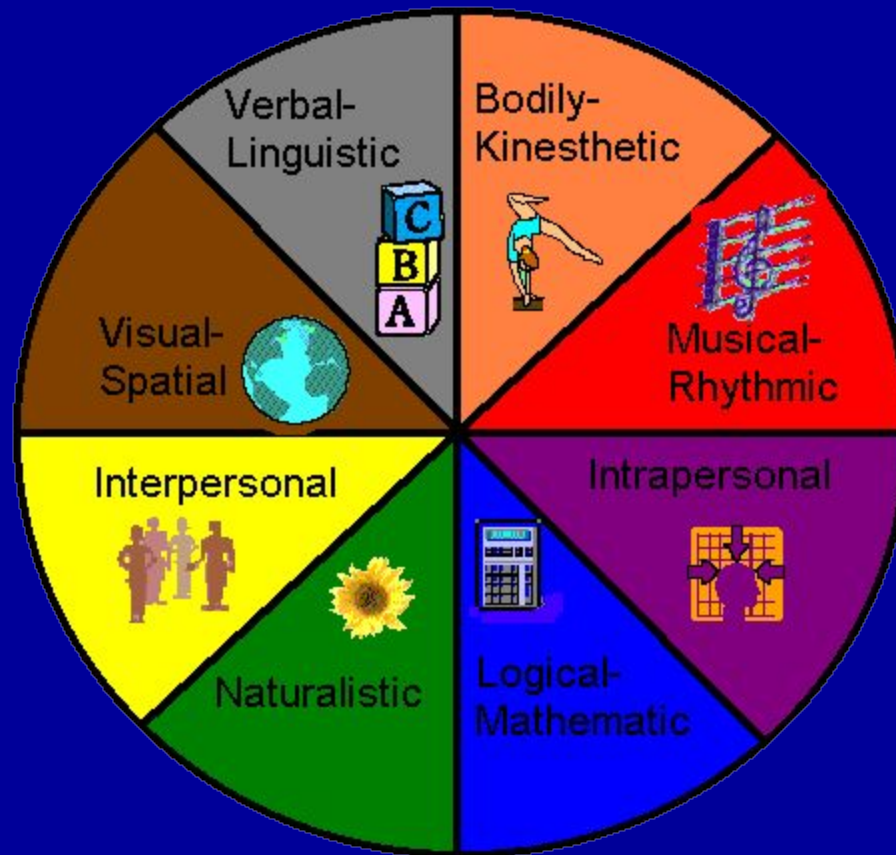 Verbal-
Linguistic
Bodily-
Kinesthetic
C
B
A
Visual-
Spatial
Musical-
Rhythmic
Interpersonal
Intrapersonal
Naturalistic
Logical-
Mathematic